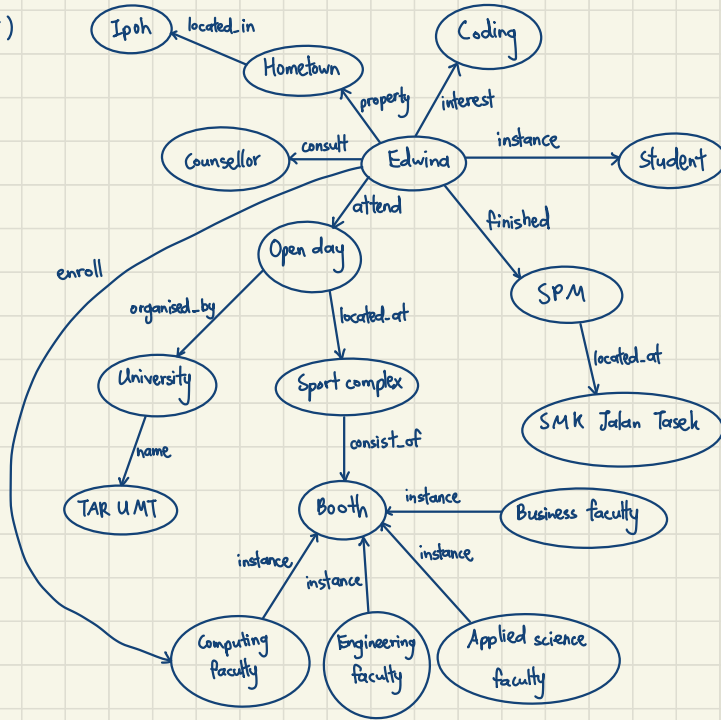 )
Ipoh
located_in
Coding
Hometown
property
interest
Counsellor
consult
Edwina
instance
Student
attend
finished
enroll
Open day
organised_by
located_at
SPM
located_at
University
Sport complex
SMK Jalan Tasek
name
consist_of
TAR UMT
Booth
instance
Business faculty
instance
instance
instance
Computing
faculty
Engineering
faculty
Applied science
faculty